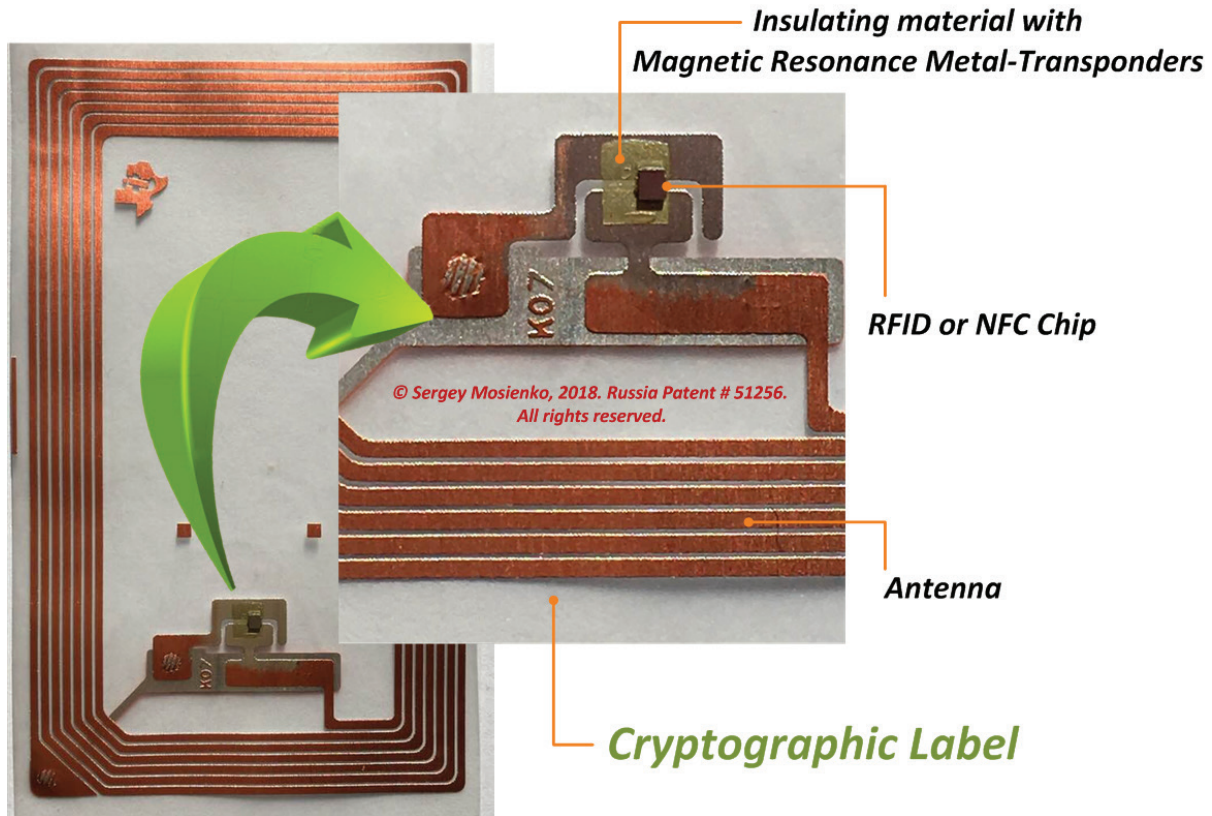 Insulating material with
Magnetic Resonance Metal-Transponders
RFID or NFC Chip
K07
© Sergey Mosienko, 2018. Russia Patent # 51256.
All rights reserved.
Antenna
K07
Cryptographic Label